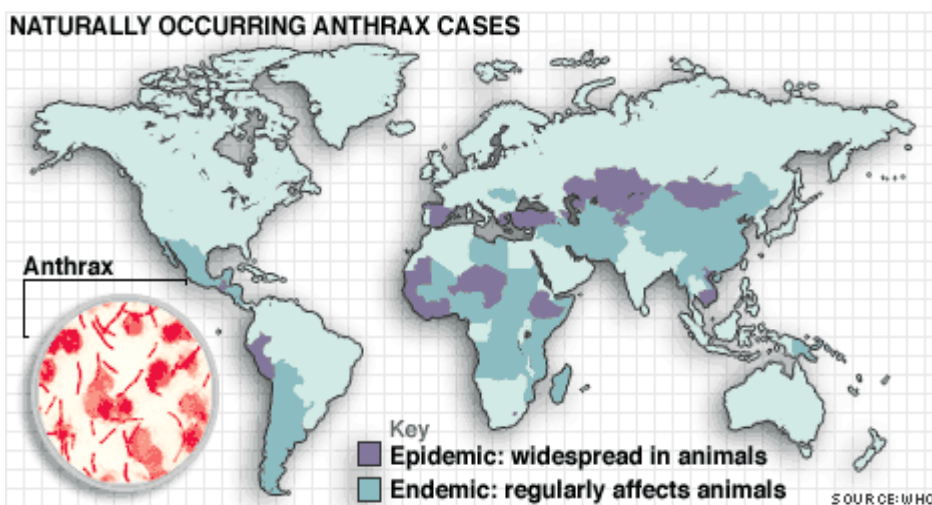 NATURALLY OCCURRING ANTHRAX CASES
Anthrax
Key
Epidemic: widespread in animals
Endemic: regularly affects animals
SOURCE:WHO